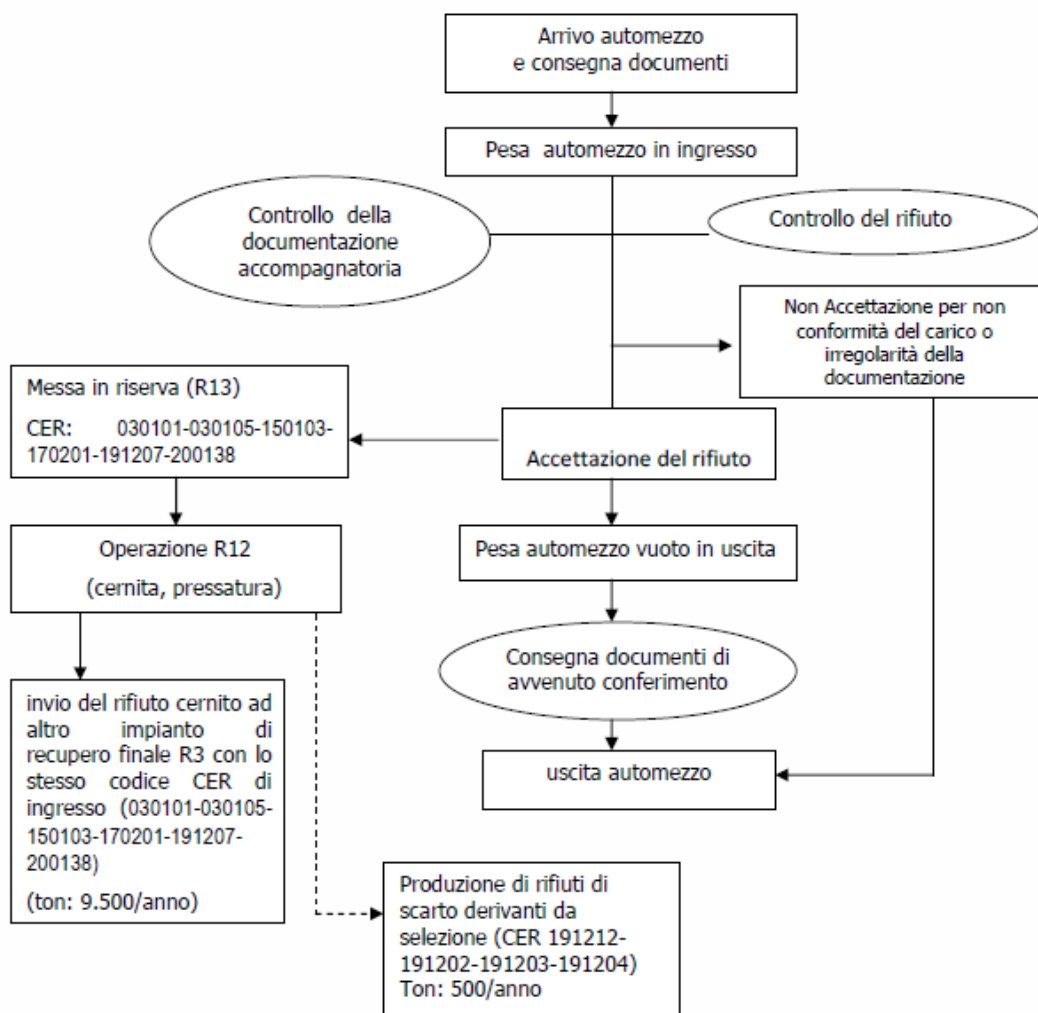 Arrivo automezzo
e consegna documenti
Pesa automezzo in ingresso
Controllo della
documentazione
accompagnatoria
Controllo del rifiuto
Non Accettazione per non
conformità del carico o
irregolarità della
documentazione
Messa in riserva (R13)
CER: 030101-030105-150103-
170201-191207-200138
Accettazione del rifiuto
Operazione R12
(cernita, pressatura)
Pesa automezzo vuoto in uscita
Consegna documenti di
avvenuto conferimento
invio del rifiuto cernito ad
altro impianto di
recupero finale R3 con lo
stesso codice CER di
ingresso (030101-030105-
150103-170201-191207-
200138)
(ton: 9.500/anno)
uscita automezzo
Produzione di rifiuti di
scarto derivanti da
selezione (CER 191212-
191202-191203-191204)
Ton: 500/anno